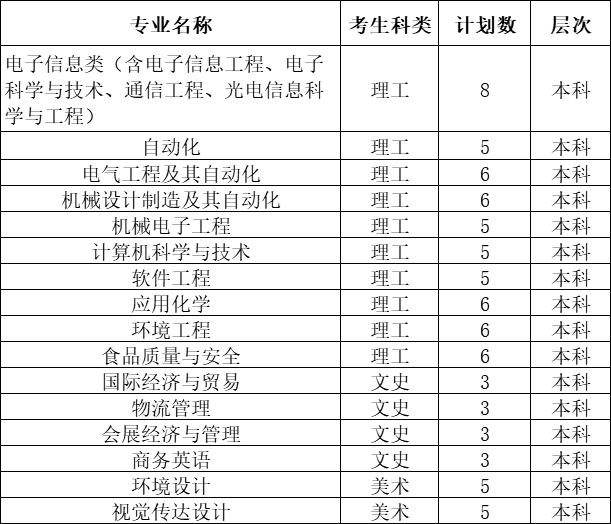 专业名称 考生科类 计划数 层次
电子信息类（含电子信息工程、电子
科学与技术、通信工程、光电信息科 理工 8 本科
学与工程）
自动化 理工 5 本科
电气工程及其自动化 理工 6 本科
机械设计制造及其自动化 理工 6 本科
机械电子工程 理工 5 本科
计算机科学与技术 理工 5 本科
软件工程 理工 5 本科
应用化学 理工 6 本科
环境工程 理工 6 本科
食品质量与安全 理工 6 本科
国际经济与贸易 文史 3 本科
物流管理 文史 3 本科
会展经济与管理 文史 3 本科
商务英语 文史 3 本科
环境设计 美术 5 本科
视觉传达设计 美术 5 本科